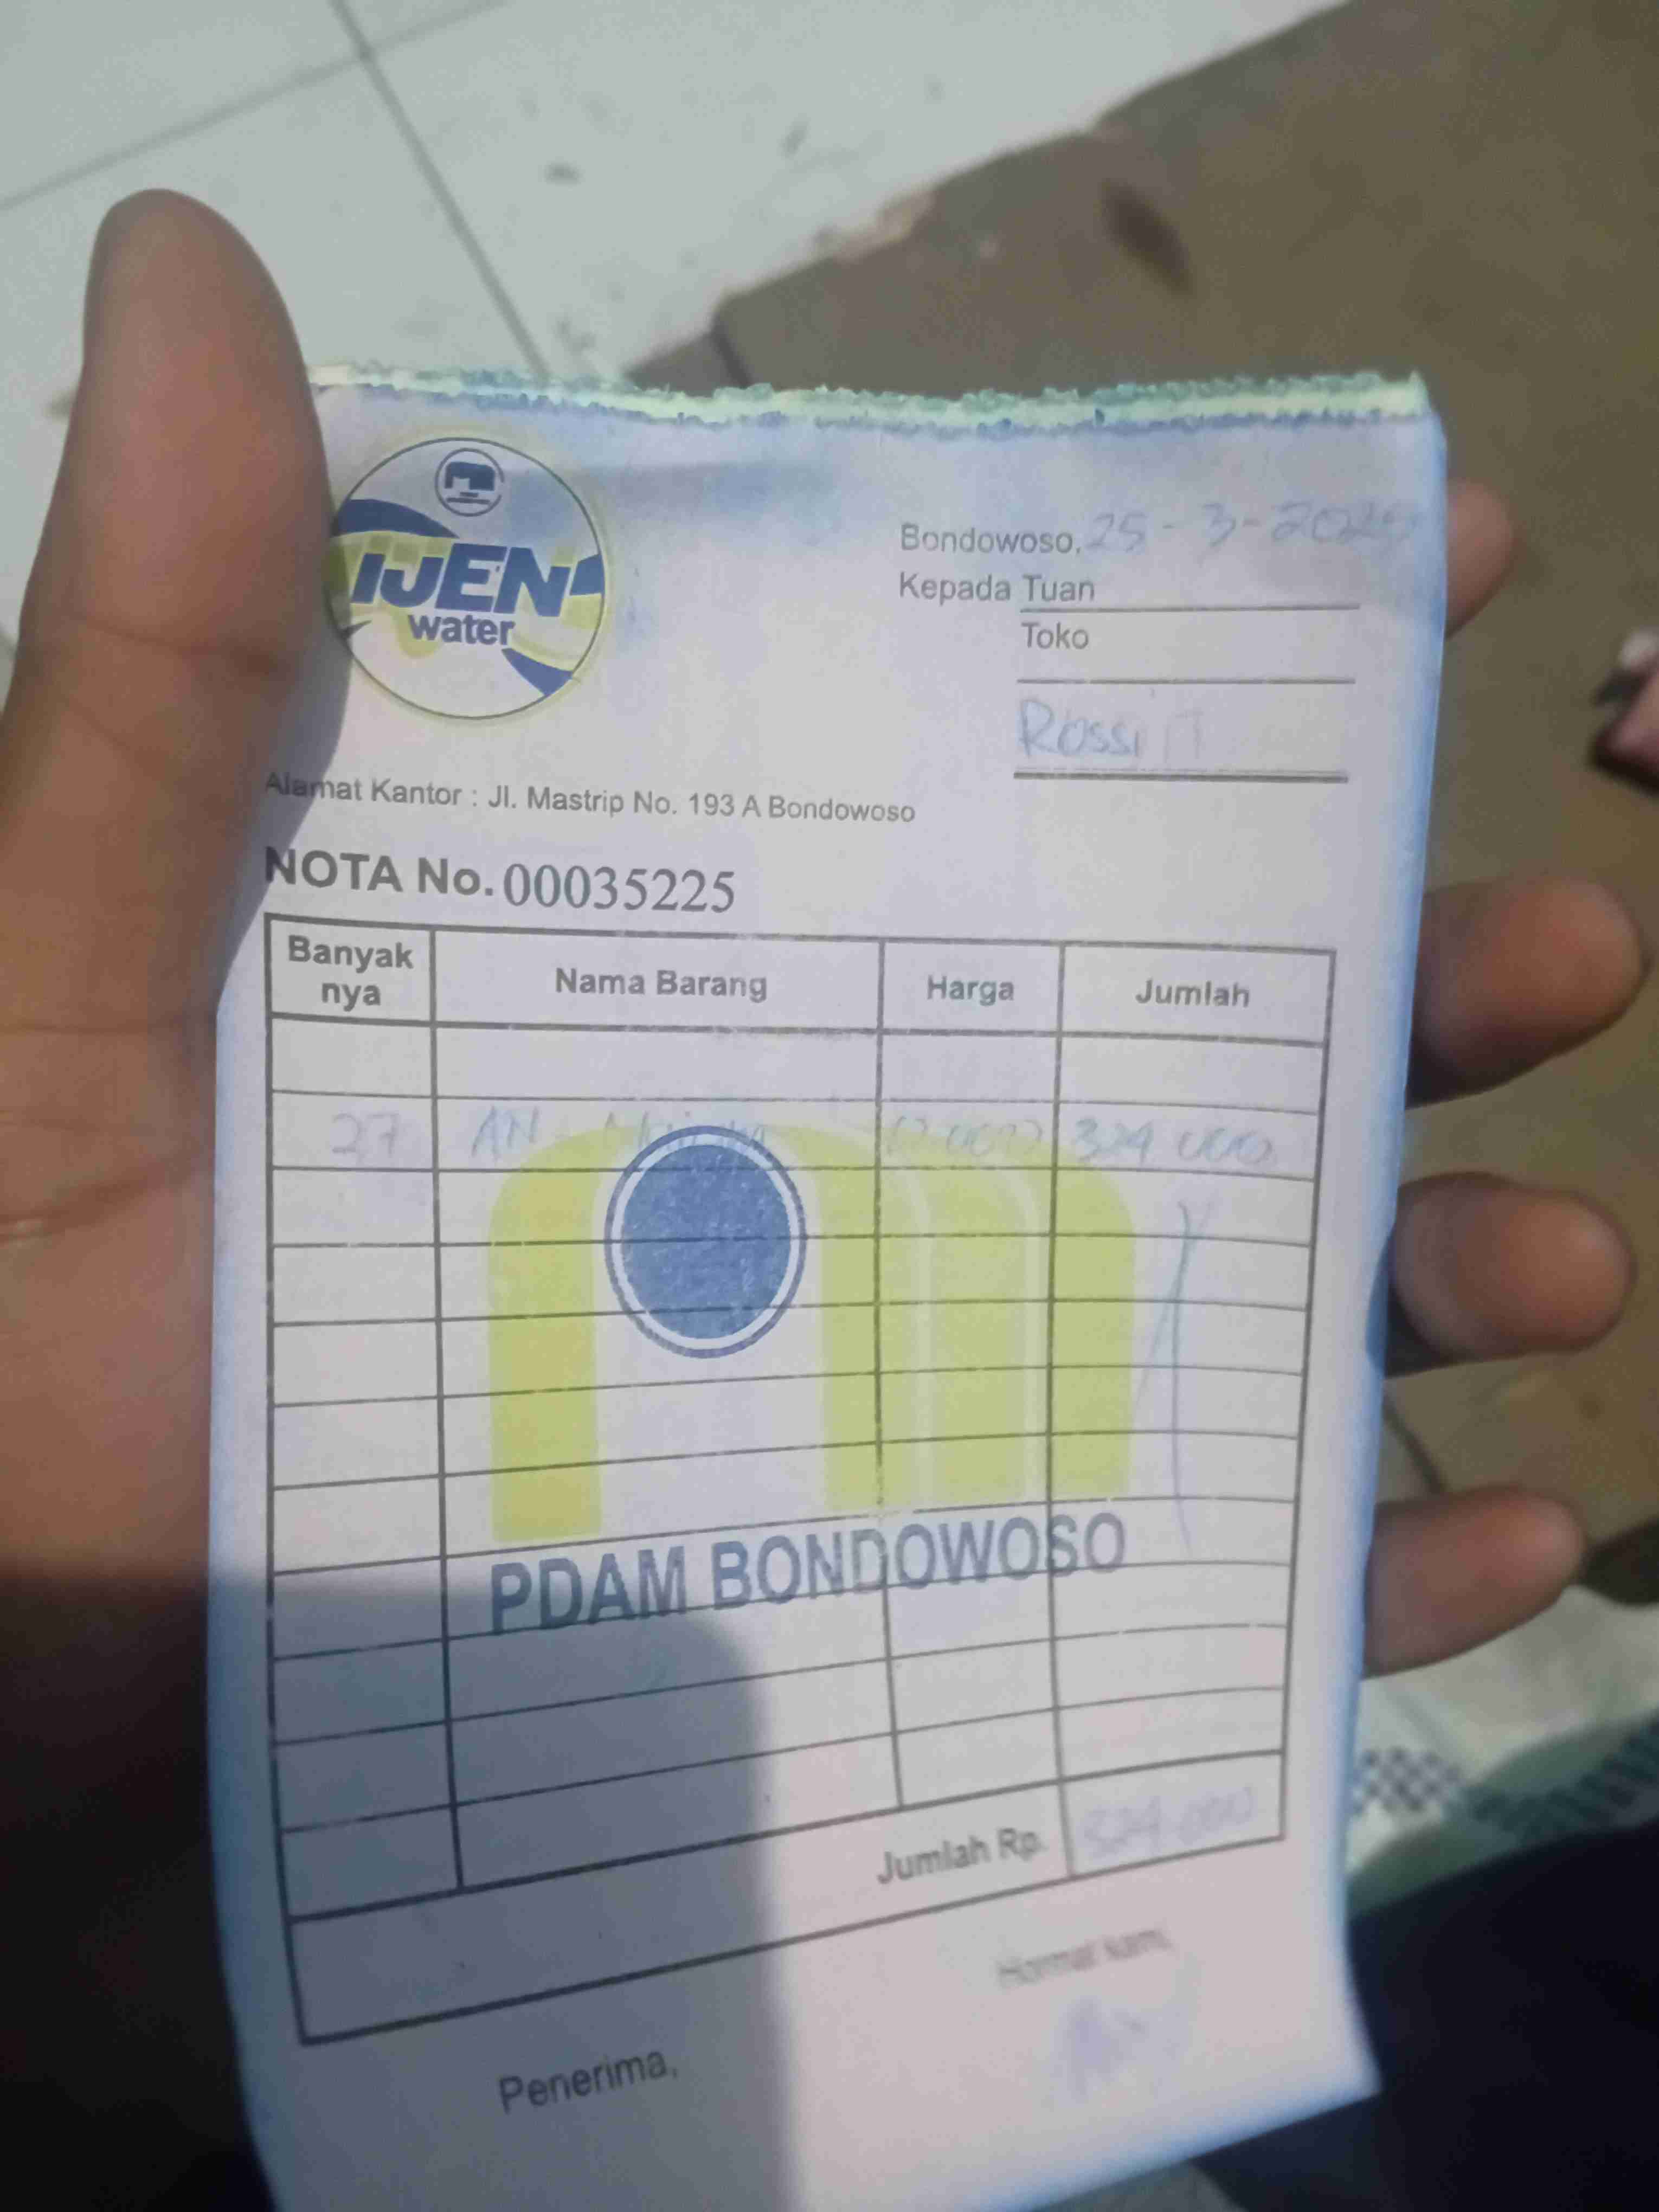 IJEN
water
Bondowoso, 25-3-2025
Kepada Tuan
Toko
Rossi
Alamat Kantor : Jl. Mastrip No. 193 A Bondowoso
NOTA No. 00035225
Banyak nya Nama Barang Harga Jumlah
27 AN 12.000 324.000
PDAM BONDOWOSO
Jumlah Rp. 324.000
Hormat kami,
Penerima,